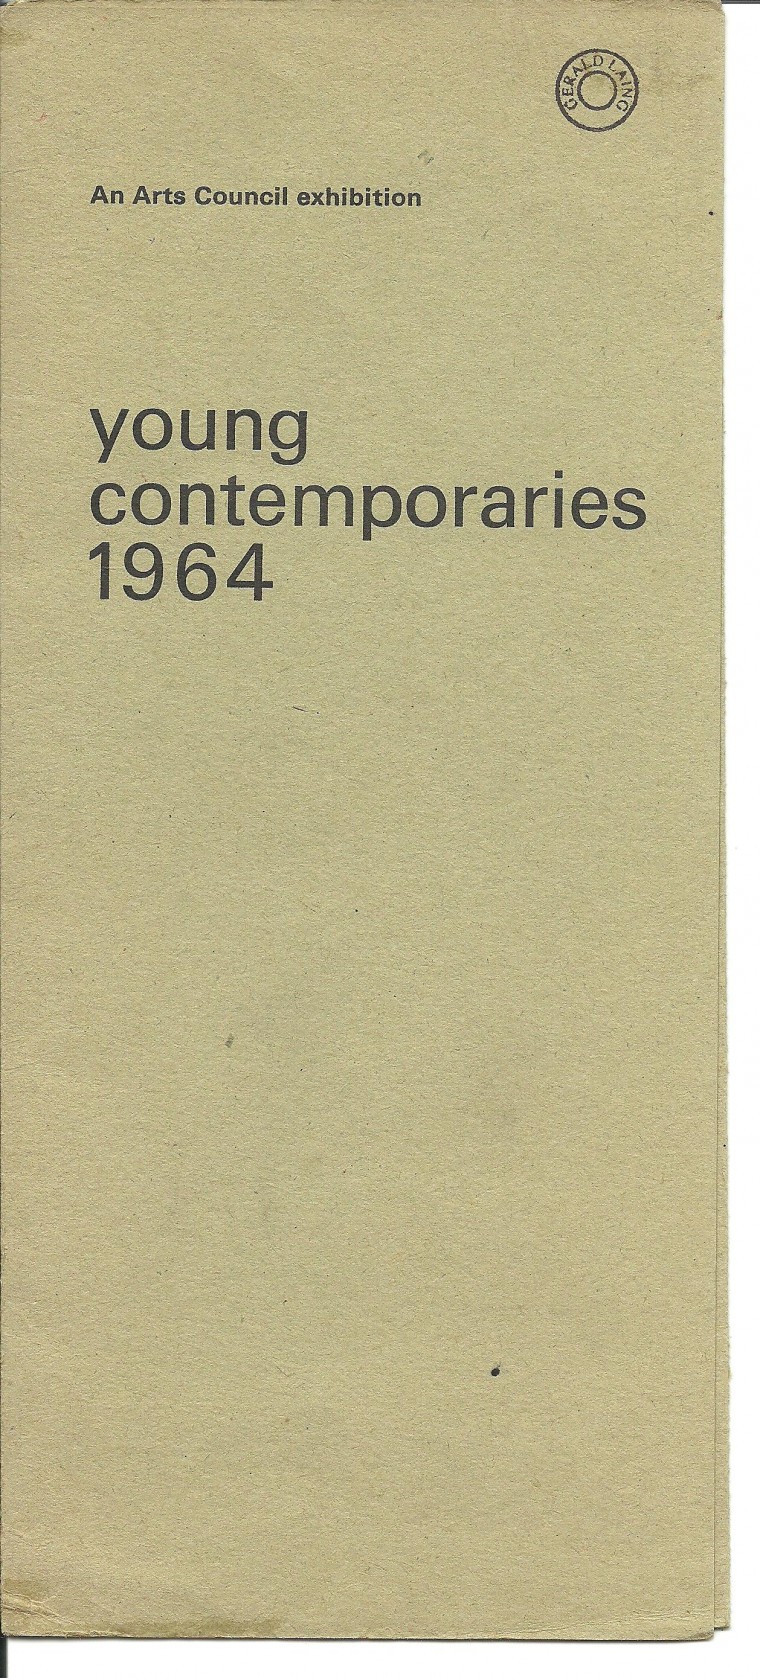 GERALD LAING
An Arts Council exhibition
young
contemporaries
1964